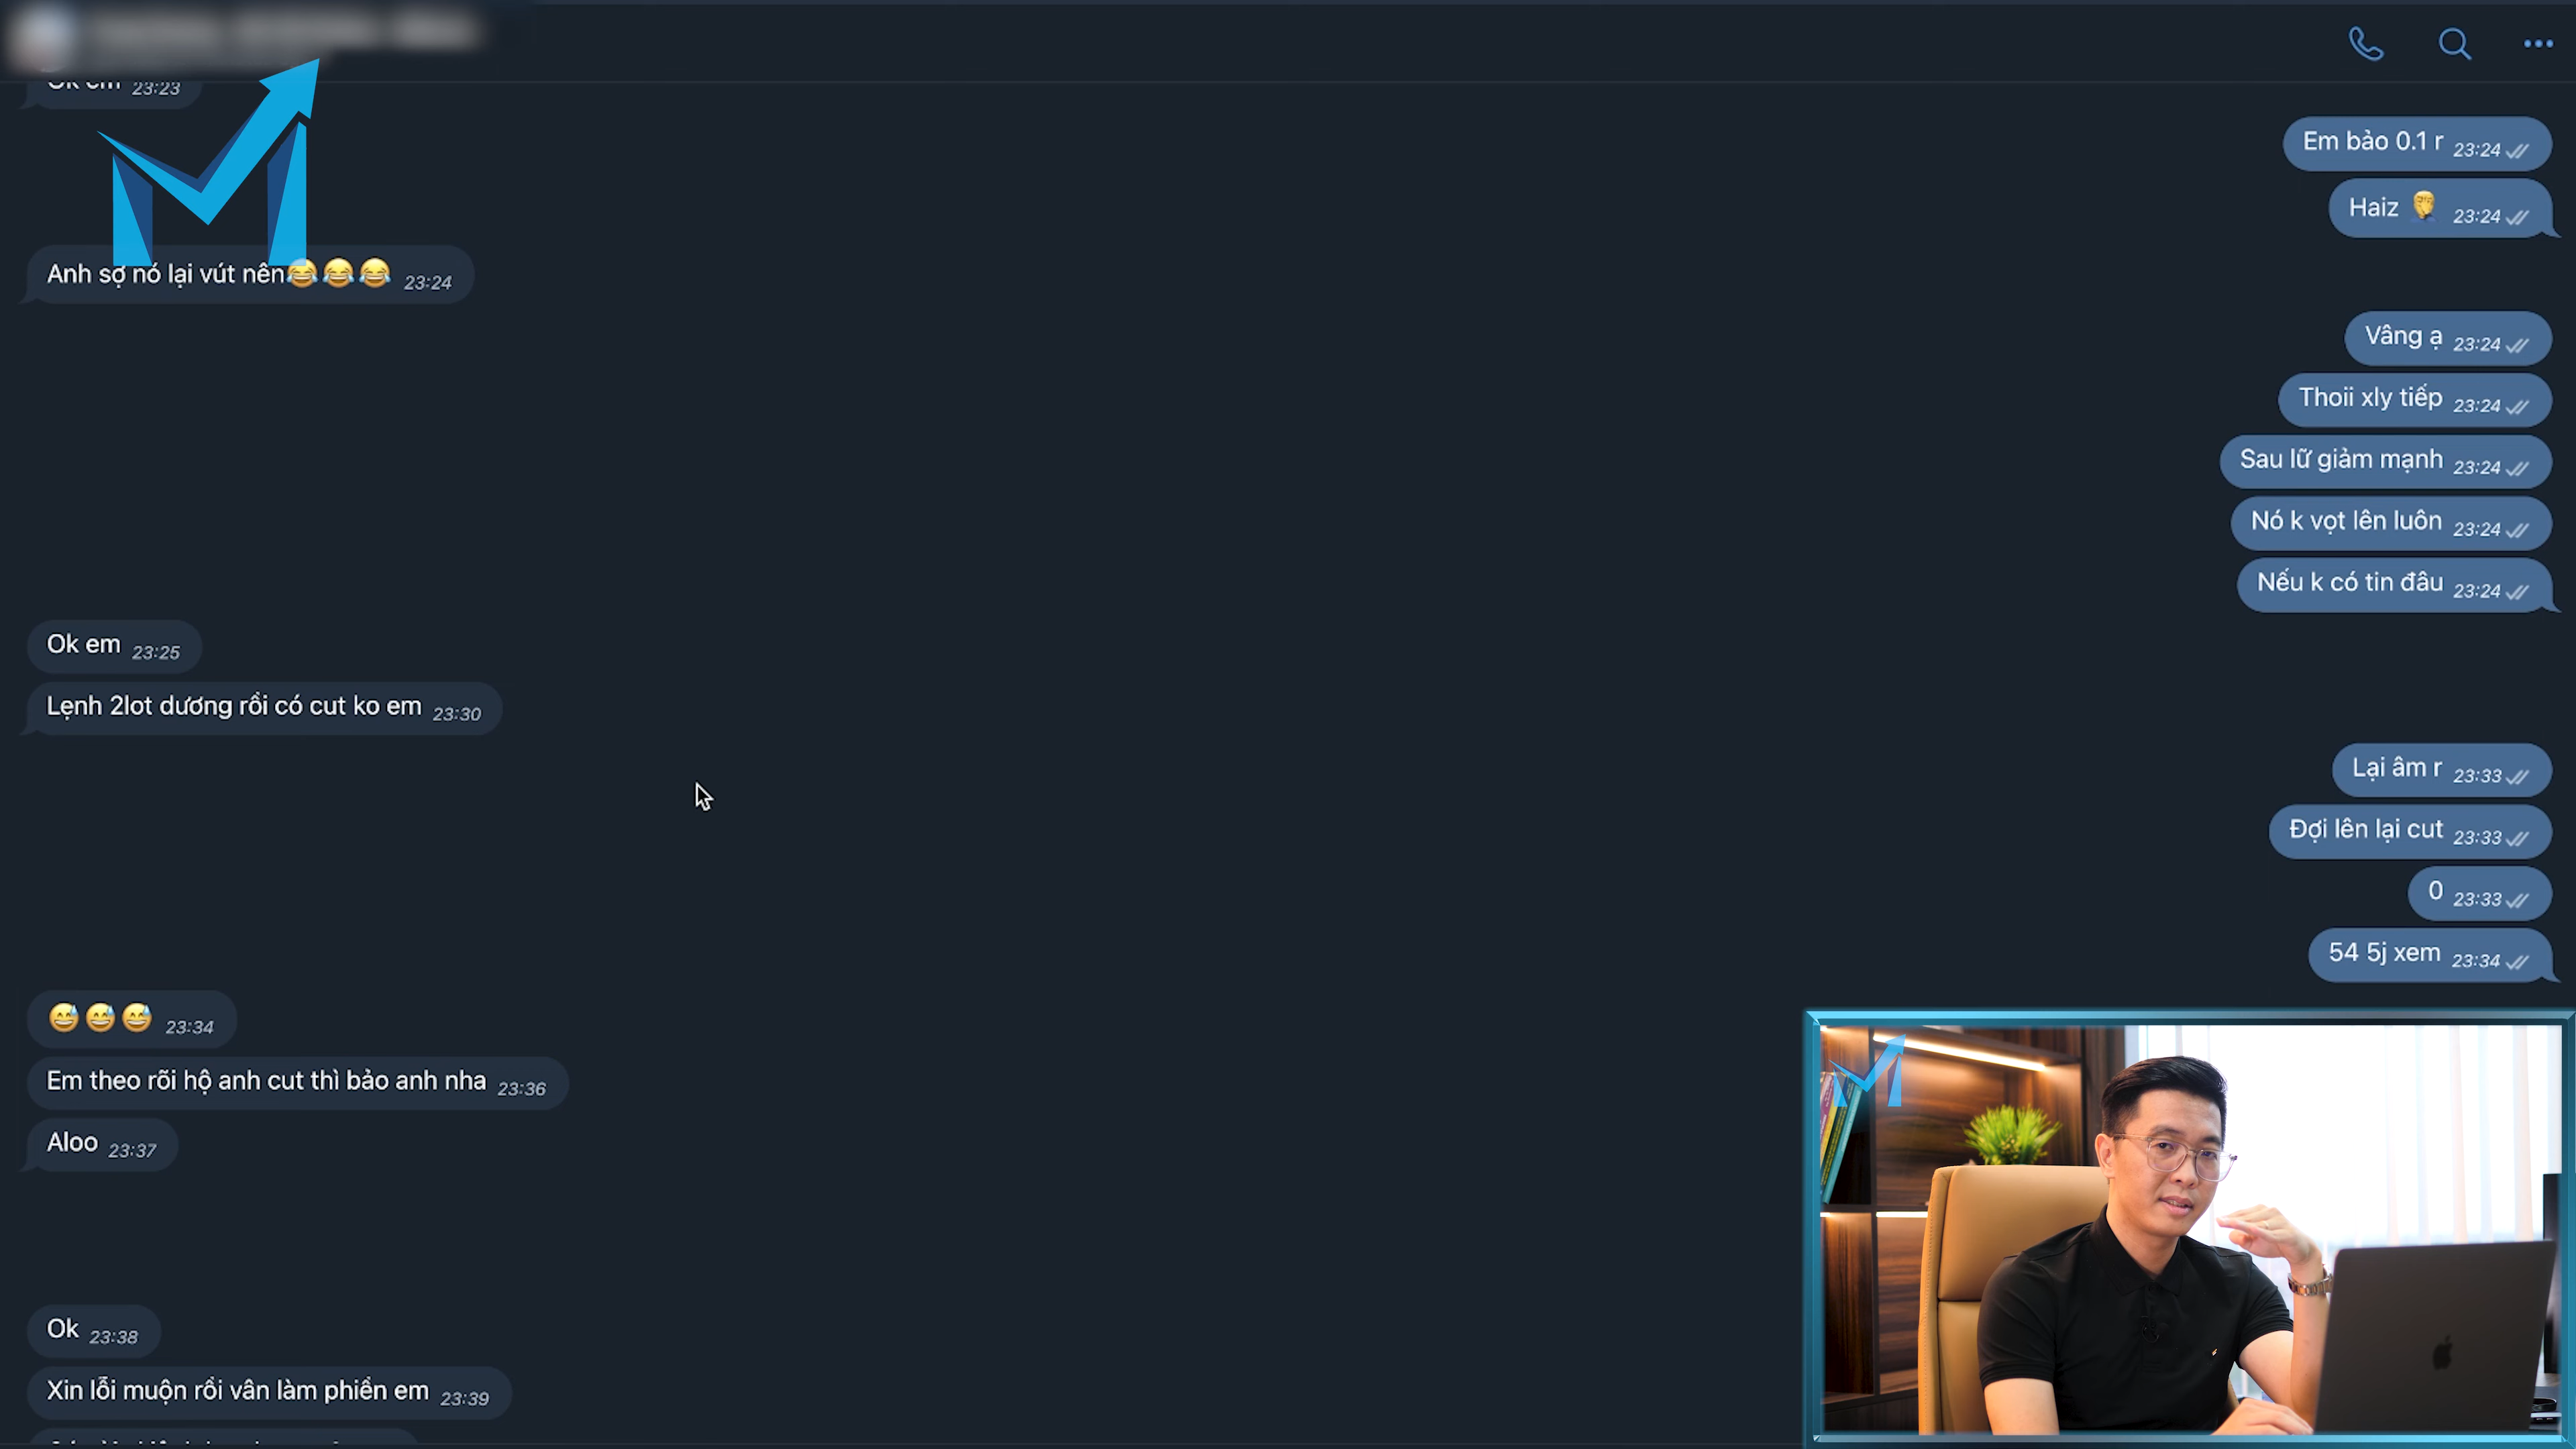 Ok em 23:23
Em bảo 0.1 r 23:24
Haiz 🤦 23:24
Anh sợ nó lại vút nên😂😂😂 23:24
Vâng ạ 23:24
Thoii xly tiếp 23:24
Sau lữ giảm mạnh 23:24
Nó k vọt lên luôn 23:24
Nếu k có tin đâu 23:24
Ok em 23:25
Lệnh 2lot dương rồi có cut ko em 23:30
Lại âm r 23:33
Đợi lên lại cut 23:33
0 23:33
54 5j xem 23:34
😅😅😅 23:34
Em theo rõi hộ anh cut thì bảo anh nha 23:36
Aloo 23:37
Ok 23:38
Xin lỗi muộn rồi vân làm phiền em 23:39